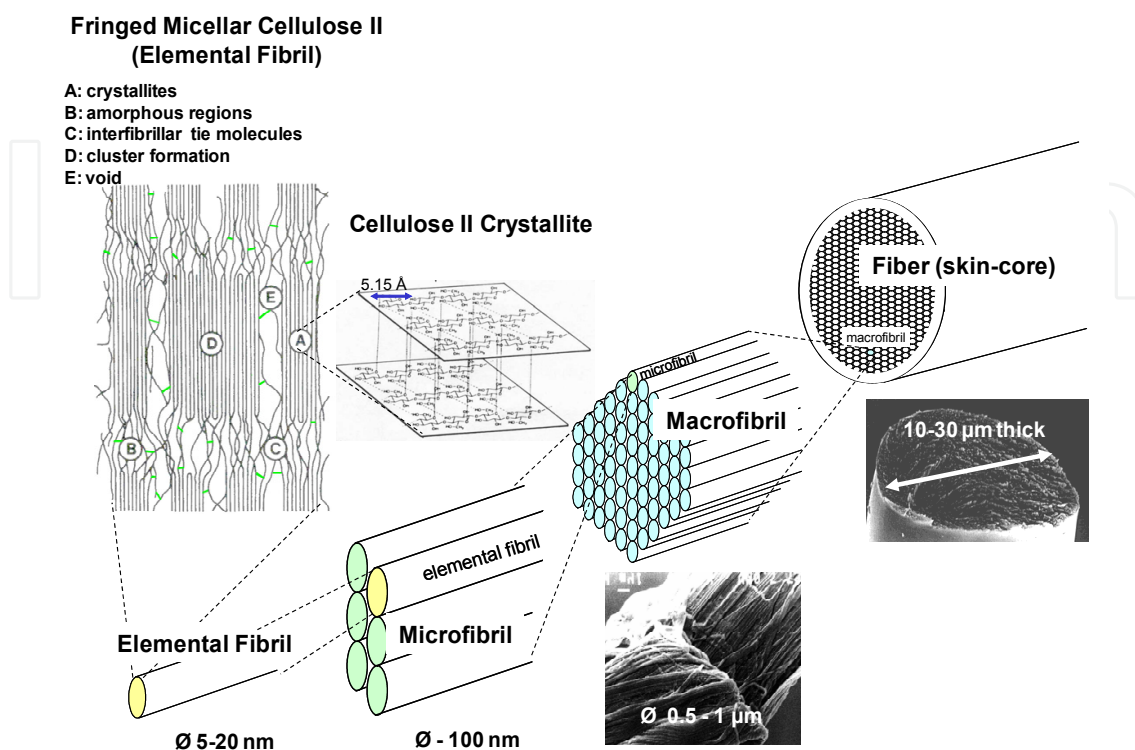 Fringed Micellar Cellulose II
(Elemental Fibril)
A: crystallites
B: amorphous regions
C: interfibrillar tie molecules
D: cluster formation
E: void
Cellulose II Crystallite
5.15 Å
E
D
A
B
C
Fiber (skin-core)
macrofibril
microfibril
Macrofibril
10-30 µm thick
elemental fibril
Elemental Fibril
Microfibril
Ø 0.5 - 1 µm
Ø 5-20 nm
Ø - 100 nm